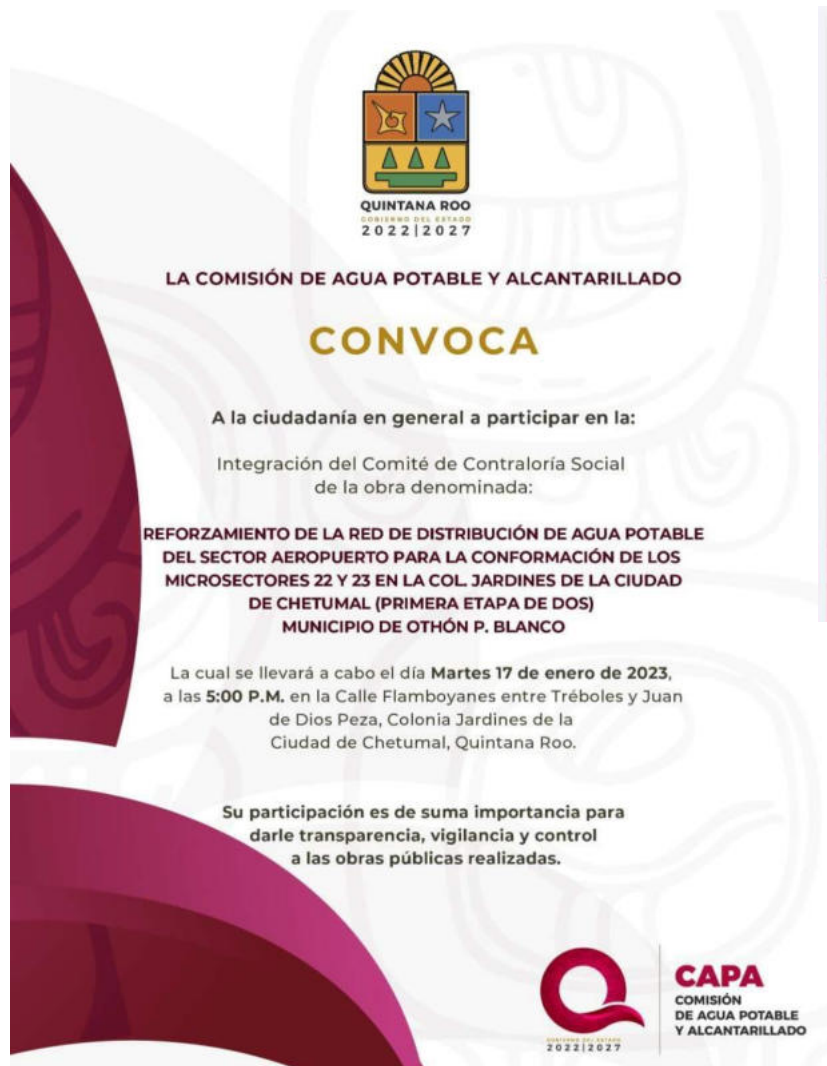 QUINTANA ROO
GOBIERNO DEL ESTADO
2022|2027
LA COMISIÓN DE AGUA POTABLE Y ALCANTARILLADO
CONVOCA
A la ciudadanía en general a participar en la:
Integración del Comité de Contraloría Social
de la obra denominada:
REFORZAMIENTO DE LA RED DE DISTRIBUCIÓN DE AGUA POTABLE
DEL SECTOR AEROPUERTO PARA LA CONFORMACIÓN DE LOS
MICROSECTORES 22 Y 23 EN LA COL. JARDINES DE LA CIUDAD
DE CHETUMAL (PRIMERA ETAPA DE DOS)
MUNICIPIO DE OTHÓN P. BLANCO
La cual se llevará a cabo el día Martes 17 de enero de 2023,
a las 5:00 P.M. en la Calle Flamboyanes entre Tréboles y Juan
de Dios Peza, Colonia Jardines de la
Ciudad de Chetumal, Quintana Roo.
Su participación es de suma importancia para
darle transparencia, vigilancia y control
a las obras públicas realizadas.
GOBIERNO DEL ESTADO
2022|2027
CAPA
COMISIÓN
DE AGUA POTABLE
Y ALCANTARILLADO